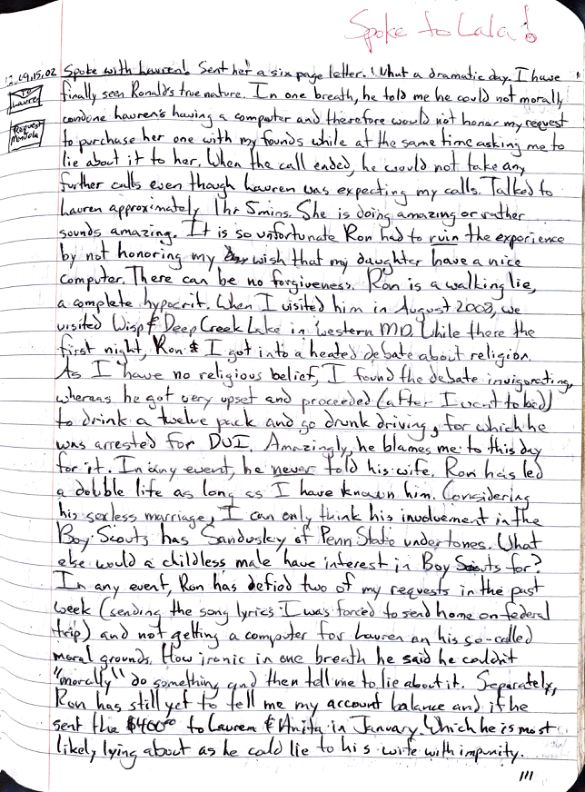 Spoke to Lala!
Spoke with Lauren! Sent her a six page letter. What a dramatic day. I have
To
Lauren
finally seen Ronald's true nature. In one breath, he told me he could not morally
condone Lauren's having a computer and therefore would not honor my request
Request
to purchase her one with my founds while at the same time asking me to
lie about it to her. When the call ended, he would not take any
further calls even though Lauren was expecting my calls. Talked to
Lauren approximately 1hr 5mins. She is doing amazing or rather
sounds amazing. It is so unfortunate Ron had to ruin the experience
by not honoring my wish that my daughter have a nice
computer. There can be no forgiveness. Ron is a walking lie,
a complete hypocrit. When I visited him in August 2003, we
visited Wisp & Deep Creek Lake in western MD. While there the
first night, Ron & I got into a heated debate about religion.
As I have no religious belief, I found the debate invigorating,
whereas he got very upset and proceeded (after I went to bed)
to drink a twelve pack and go drunk driving, for which he
was arrested for DUI. Amazingly, he blames me to this day
for it. In any event, he never told his wife. Ron has led
a double life as long as I have known him. Considering
his sexless marriage, I can only think his involvement in the
Boy Scouts has Sandusky of Penn State undertones. What
else would a childless male have interest in Boy Scouts for?
In any event, Ron has defied two of my requests in the past
week (sending the song lyrics I was forced to send home on federal
trip) and not getting a computer for Lauren on his so-called
moral grounds. How ironic in one breath he said he couldn't
"morally" do something and then tell me to lie about it. Separately,
Ron has still yet to tell me my account balance and if he
sent the $400.00 to Lauren & Anita in January. Which he is most
likely lying about as he could lie to his wife with impunity.
111